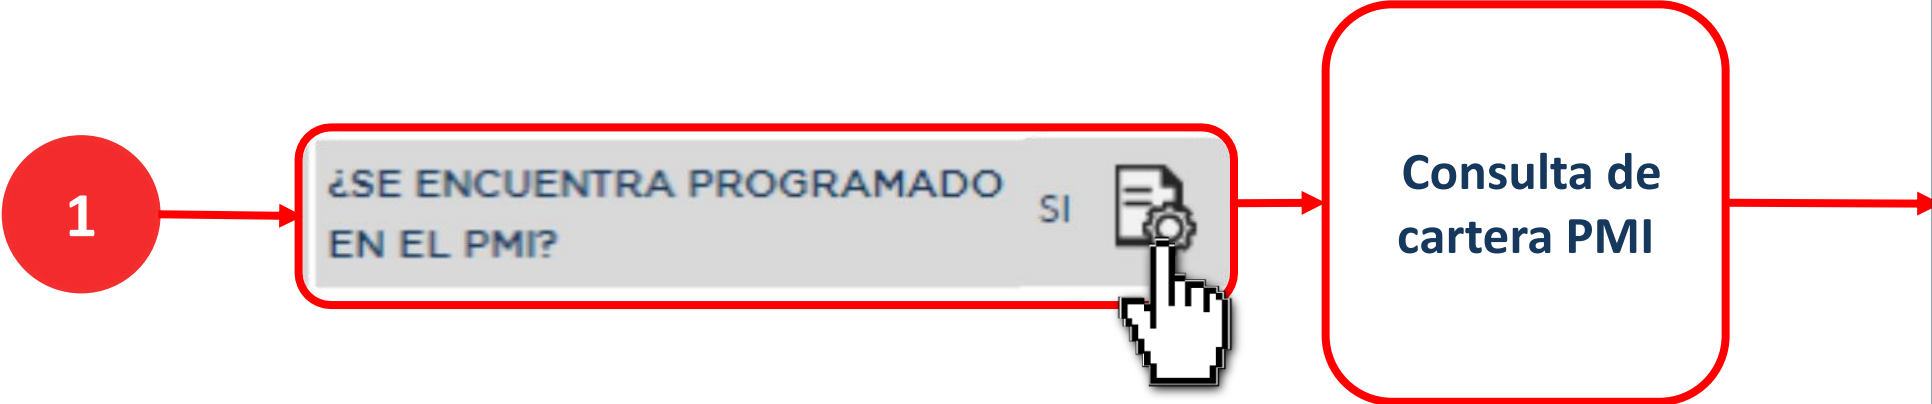 1
¿SE ENCUENTRA PROGRAMADO
EN EL PMI?
SI
Consulta de
cartera PMI